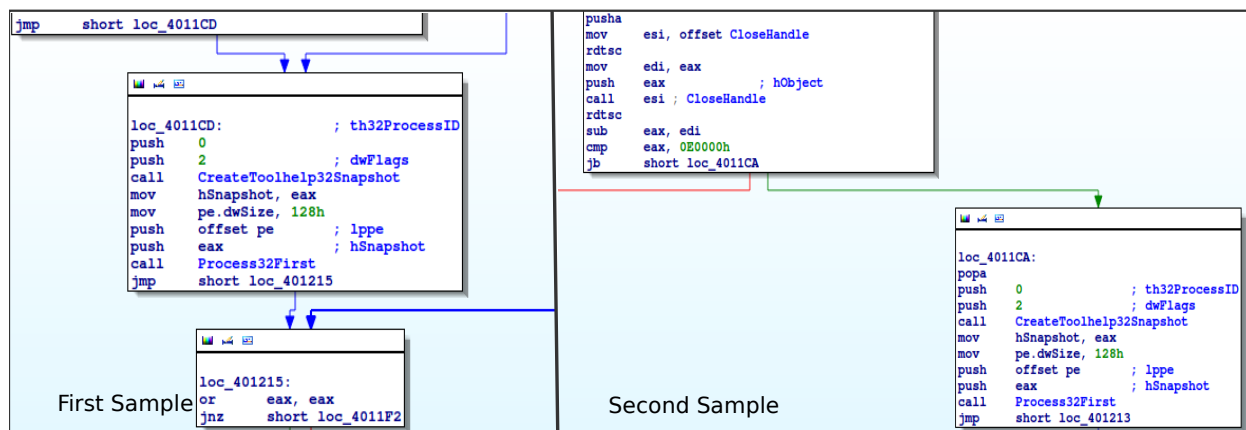 jmp short loc_4011CD
loc_4011CD: ; th32ProcessID
push 0
push 2 ; dwFlags
call CreateToolhelp32Snapshot
mov hSnapshot, eax
mov pe.dwSize, 128h
push offset pe ; lppe
push eax ; hSnapshot
call Process32First
jmp short loc_401215
loc_401215:
or eax, eax
jnz short loc_4011F2
First Sample
pusha
mov esi, offset CloseHandle
rdtsc
mov edi, eax
push eax ; hObject
call esi ; CloseHandle
rdtsc
sub eax, edi
cmp eax, 0E0000h
jb short loc_4011CA
loc_4011CA:
popa
push 0 ; th32ProcessID
push 2 ; dwFlags
call CreateToolhelp32Snapshot
mov hSnapshot, eax
mov pe.dwSize, 128h
push offset pe ; lppe
push eax ; hSnapshot
call Process32First
jmp short loc_401213
Second Sample